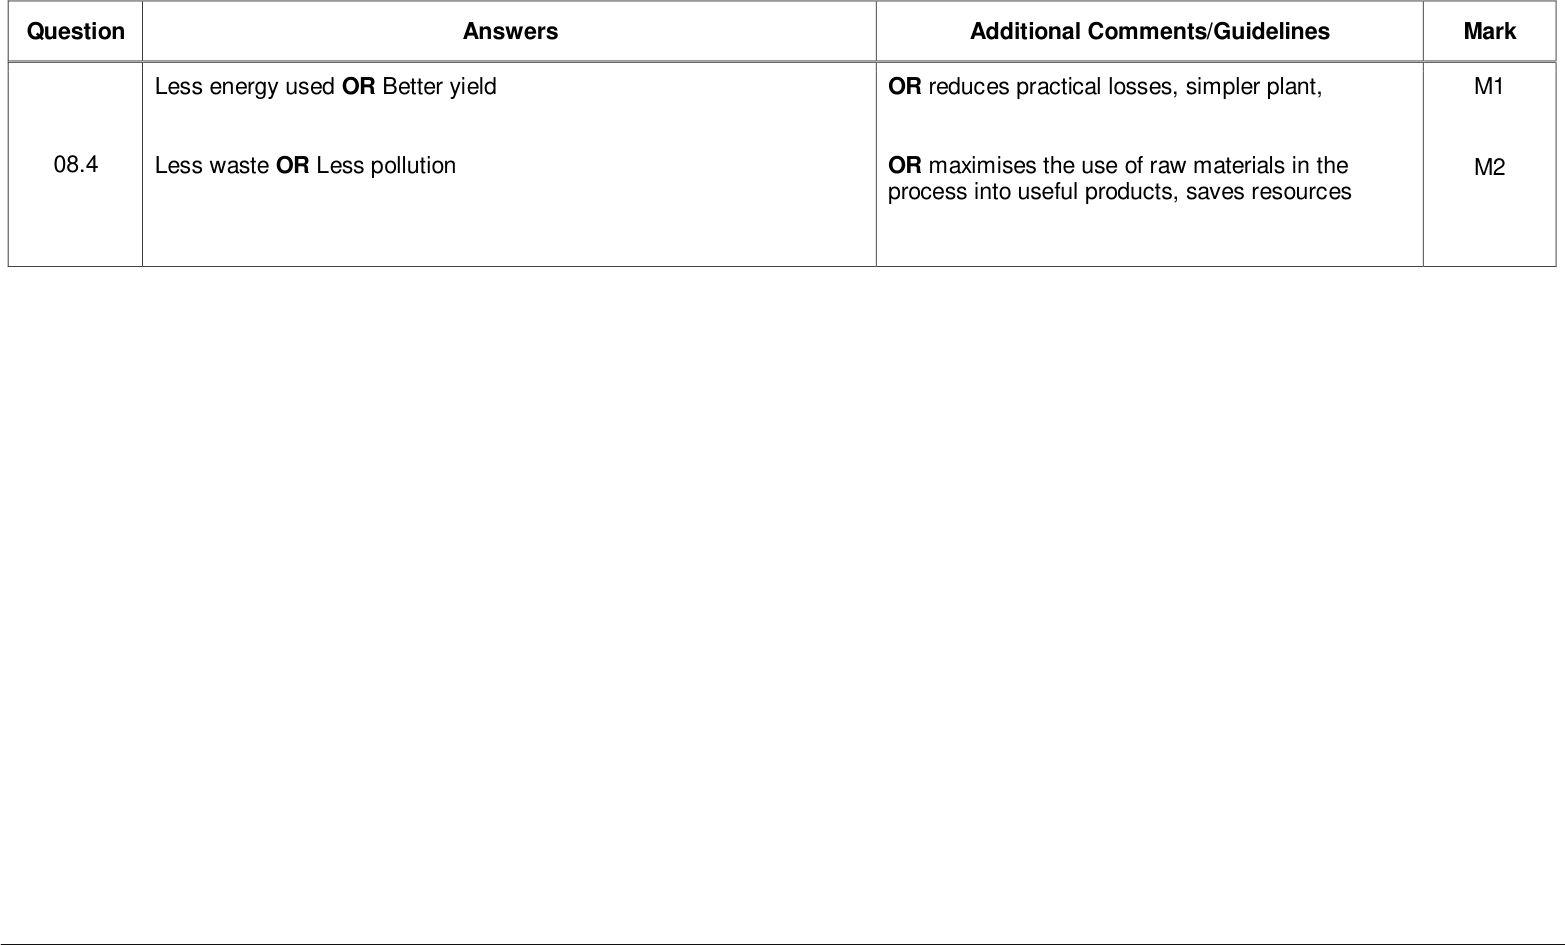 Question Answers Additional Comments/Guidelines Mark
Less energy used OR Better yield OR reduces practical losses, simpler plant, M1
08.4 Less waste OR Less pollution OR maximises the use of raw materials in the M2
process into useful products, saves resources